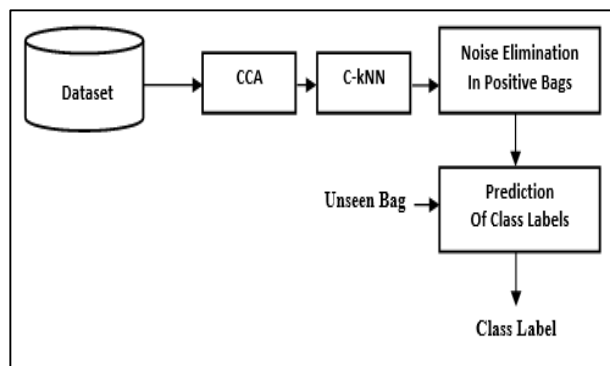 Dataset
CCA
C-kNN
Noise Elimination
In Positive Bags
Unseen Bag
Prediction
Of Class Labels
Class Label